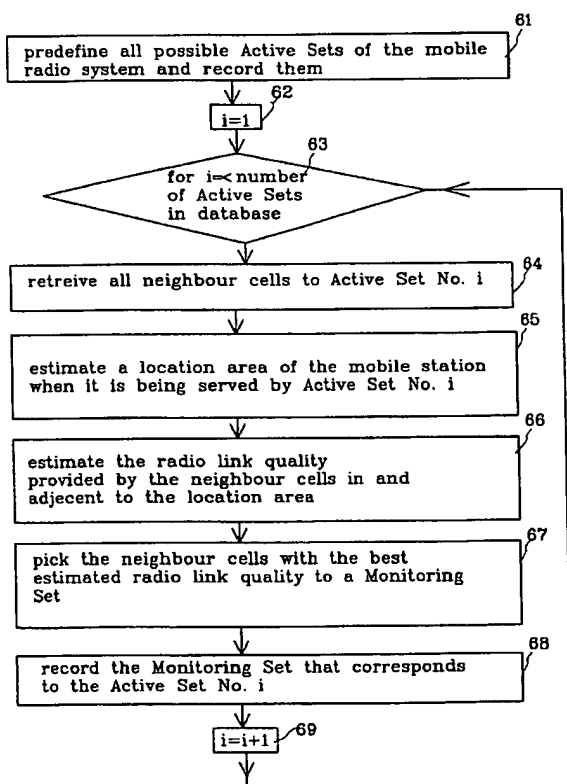 61
predefine all possible Active Sets of the mobile
radio system and record them
62
i=1
63
for i=<number
of Active Sets
in database
64
retreive all neighbour cells to Active Set No. i
65
estimate a location area of the mobile station
when it is being served by Active Set No. i
66
estimate the radio link quality
provided by the neighbour cells in and
adjecent to the location area
67
pick the neighbour cells with the best
estimated radio link quality to a Monitoring
Set
68
record the Monitoring Set that corresponds
to the Active Set No. i
69
i=i+1